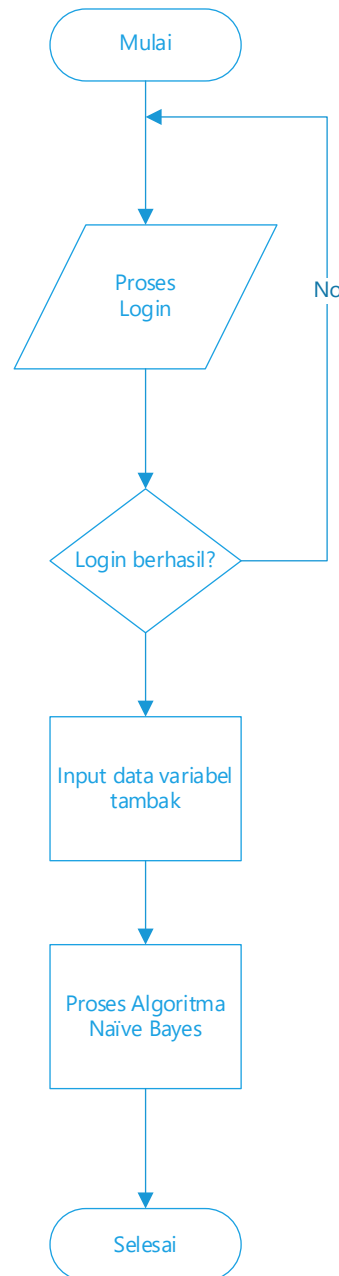 Mulai
Proses
Login
No
Login berhasil?
Input data variabel
tambak
Proses Algoritma
Naïve Bayes
Selesai